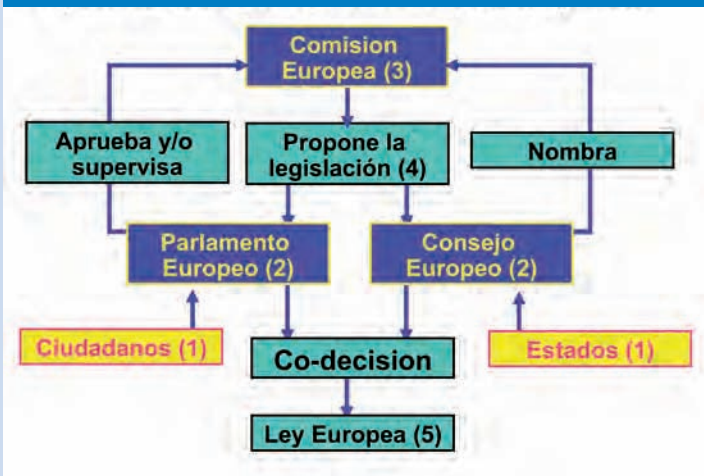 Comision
Europea (3)
Aprueba y/o
supervisa
Propone la
legislación (4)
Nombra
Parlamento
Europeo (2)
Consejo
Europeo (2)
Ciudadanos (1)
Co-decision
Estados (1)
Ley Europea (5)